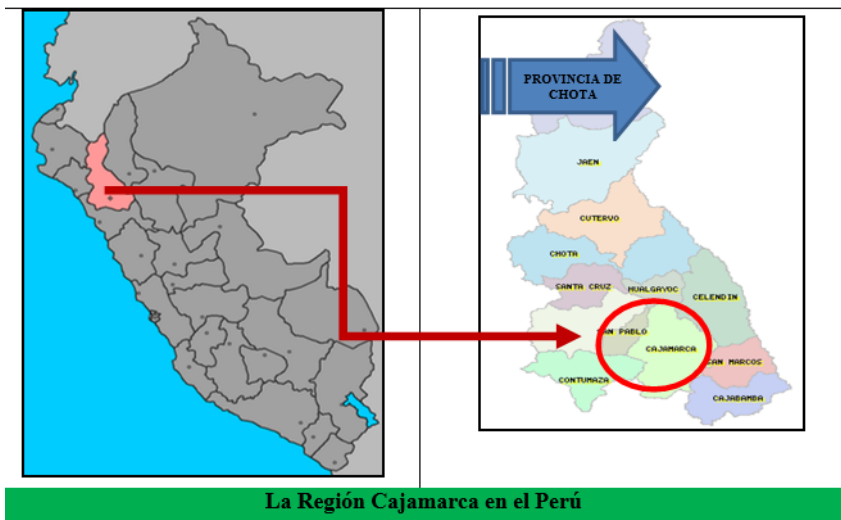 PROVINCIA DE
CHOTA
JAEN
CUTERVO
CHOTA
SANTA CRUZ
HUALGAYOC
CELENDIN
SAN PABLO
CAJAMARCA
SAN MARCOS
CONTUMAZA
CAJABAMBA
La Región Cajamarca en el Perú